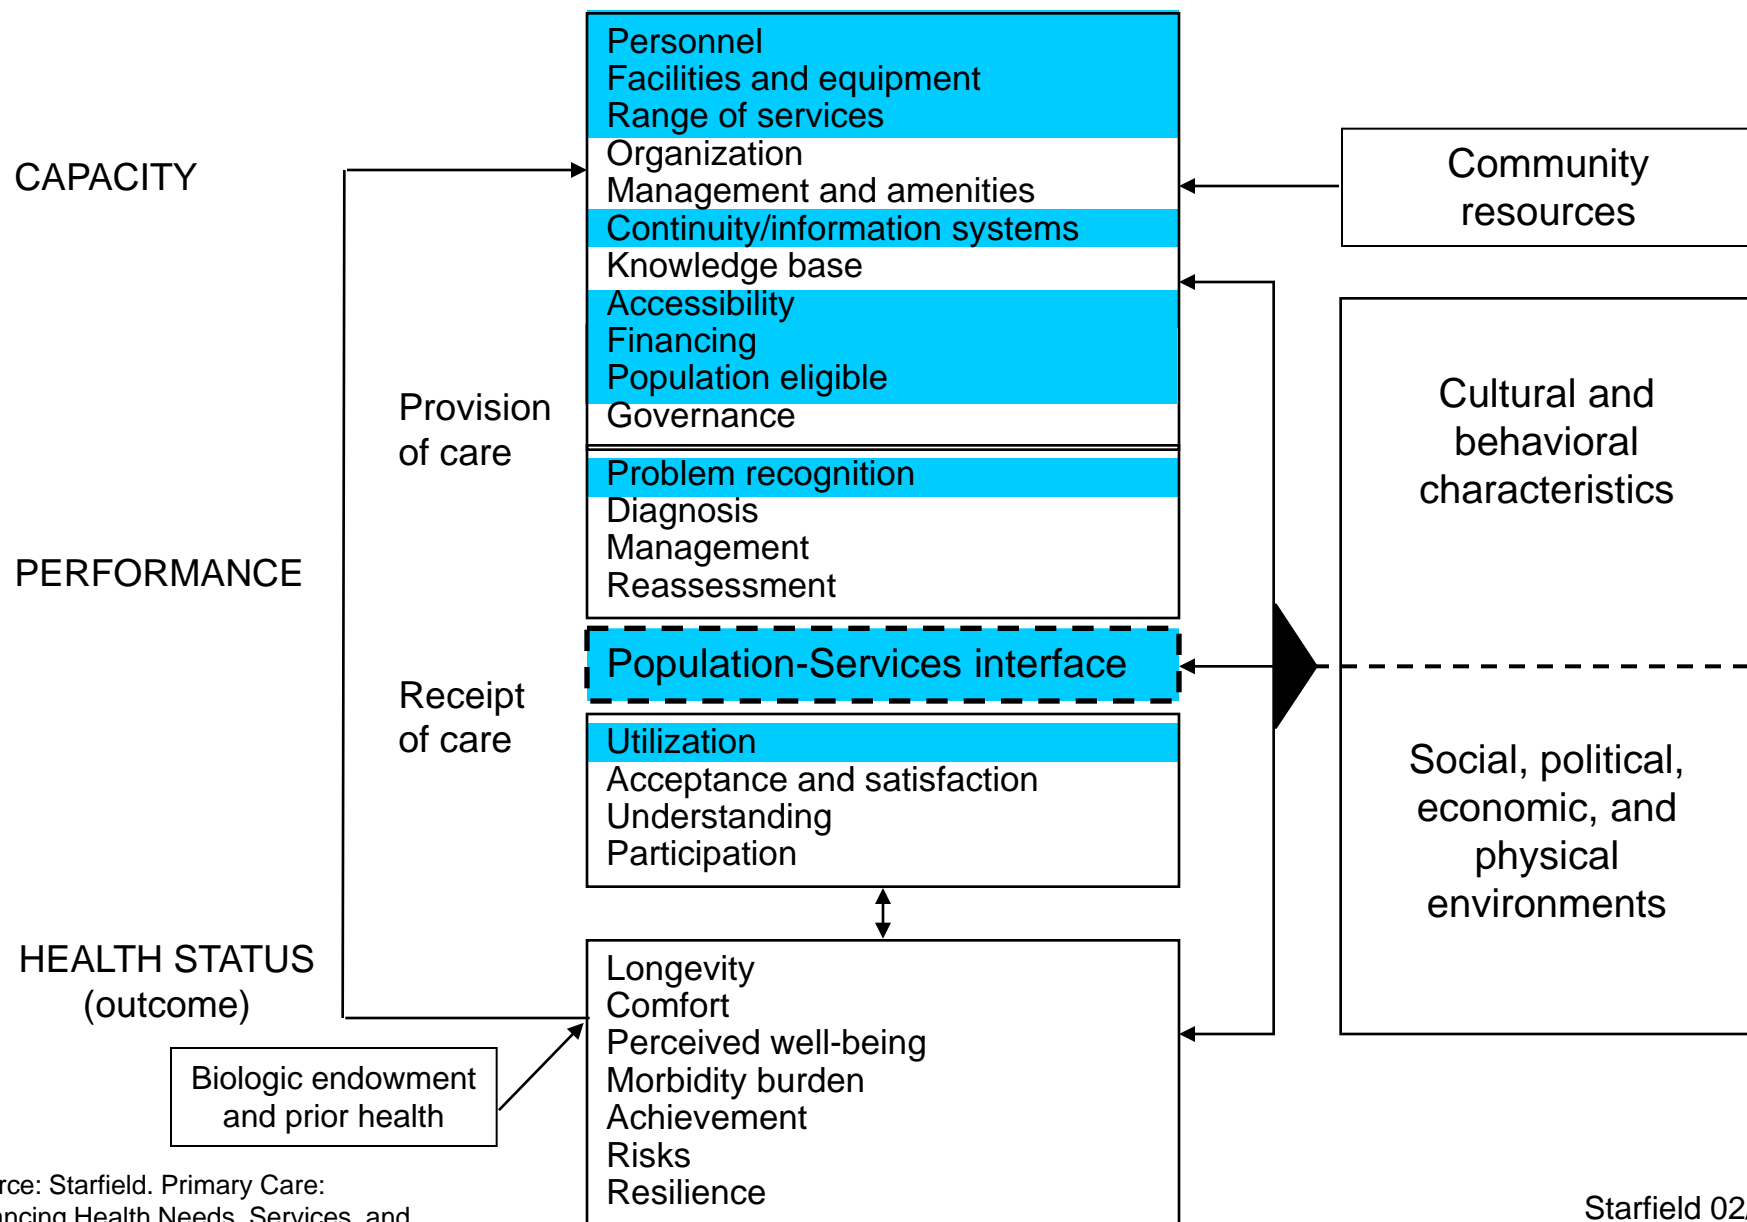 CAPACITY
Personnel
Facilities and equipment
Range of services
Organization
Management and amenities
Continuity/information systems
Knowledge base
Accessibility
Financing
Population eligible
Governance
Community
resources
Provision
of care
PERFORMANCE
Problem recognition
Diagnosis
Management
Reassessment
Population-Services interface
Receipt
of care
Utilization
Acceptance and satisfaction
Understanding
Participation
Cultural and
behavioral
characteristics
Social, political,
economic, and
physical
environments
HEALTH STATUS
(outcome)
Longevity
Comfort
Perceived well-being
Morbidity burden
Achievement
Risks
Resilience
Biologic endowment
and prior health
Starfield. Primary Care:
Health Needs, Services, and
Starfield 02/